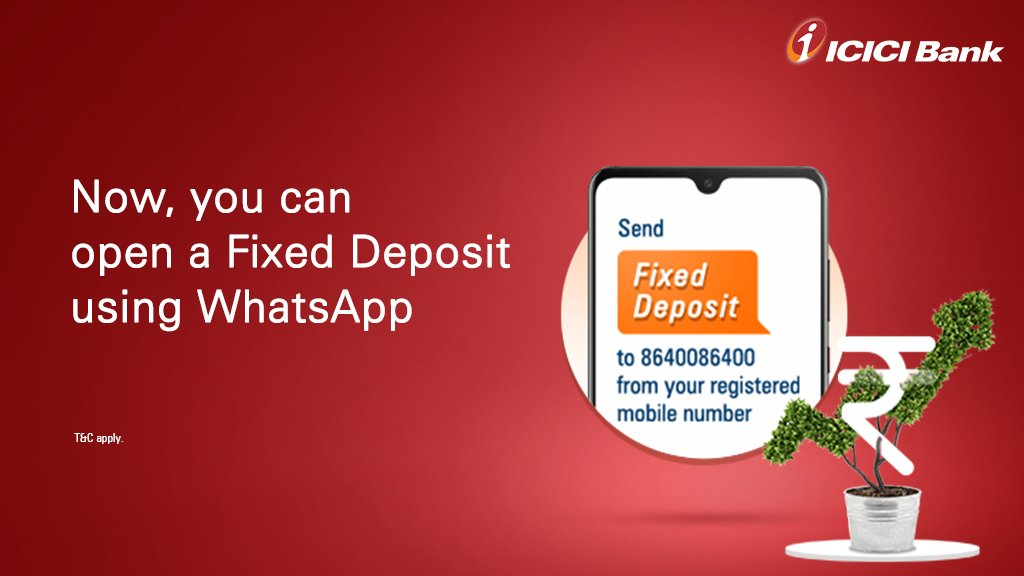 ICICI Bank
Now, you can
open a Fixed Deposit
using WhatsApp
T&C apply.
Send
Fixed
Deposit
to 8640086400
from your registered
mobile number
₹